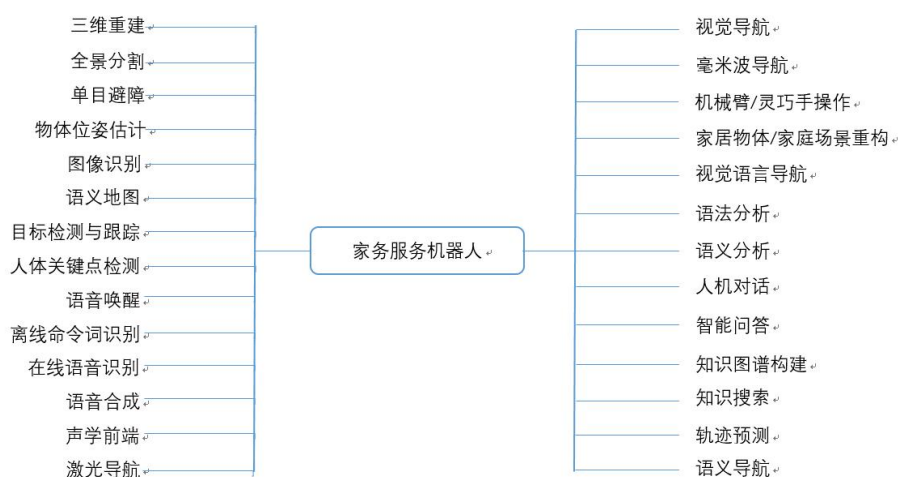 三维重建
全景分割
单目避障
物体位姿估计
图像识别
语义地图
目标检测与跟踪
人体关键点检测
语音唤醒
离线命令词识别
在线语音识别
语音合成
声学前端
激光导航
家务服务机器人
视觉导航
毫米波导航
机械臂/灵巧手操作
家居物体/家庭场景重构
视觉语言导航
语法分析
语义分析
人机对话
智能问答
知识图谱构建
知识搜索
轨迹预测
语义导航